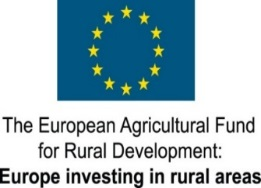 The European Agricultural Fund
for Rural Development:
Europe investing in rural areas